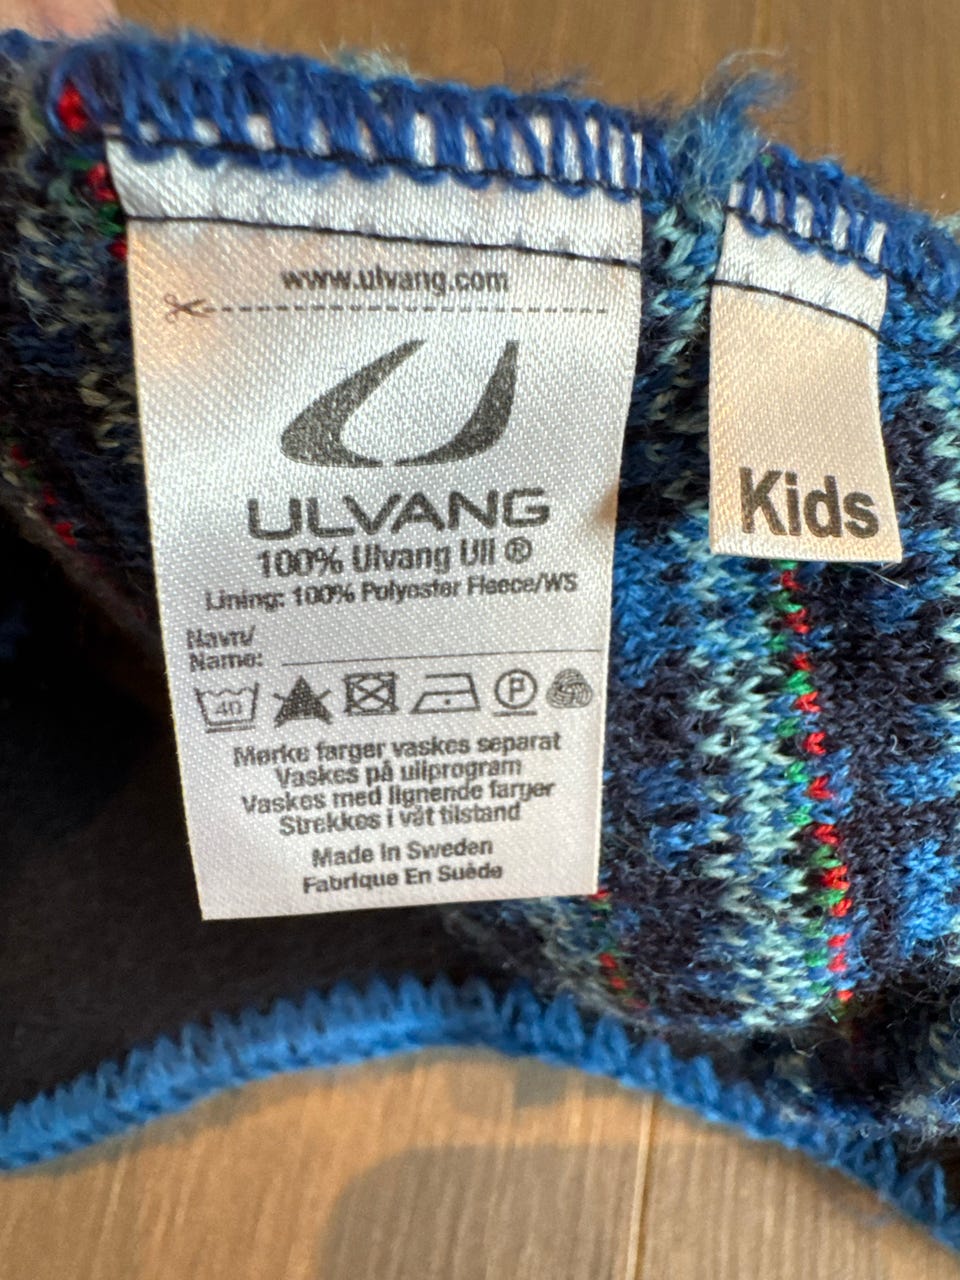 www.ulvang.com
ULVANG
100% Ulvang Ull ®
Lining: 100% Polyester Fleece/WS
Navn/
Name:
40
P
Mørke farger vaskes separat
Vaskes på ullprogram
Vaskes med lignende farger
Strekkes i våt tilstand
Made In Sweden
Fabrique En Suède
Kids